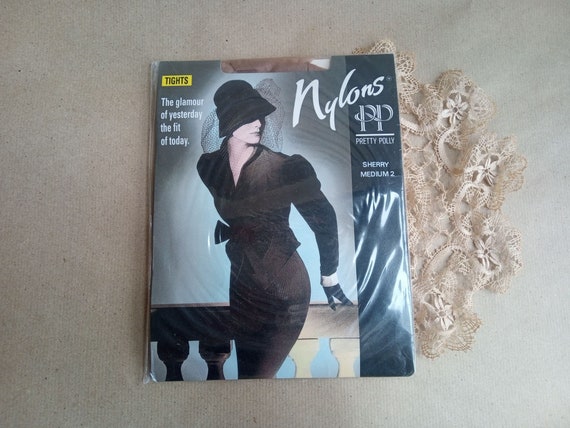 TIGHTS
The glamour
of yesterday
the fit
of today.
Nylons
PP
PRETTY POLLY
SHERRY
MEDIUM 2